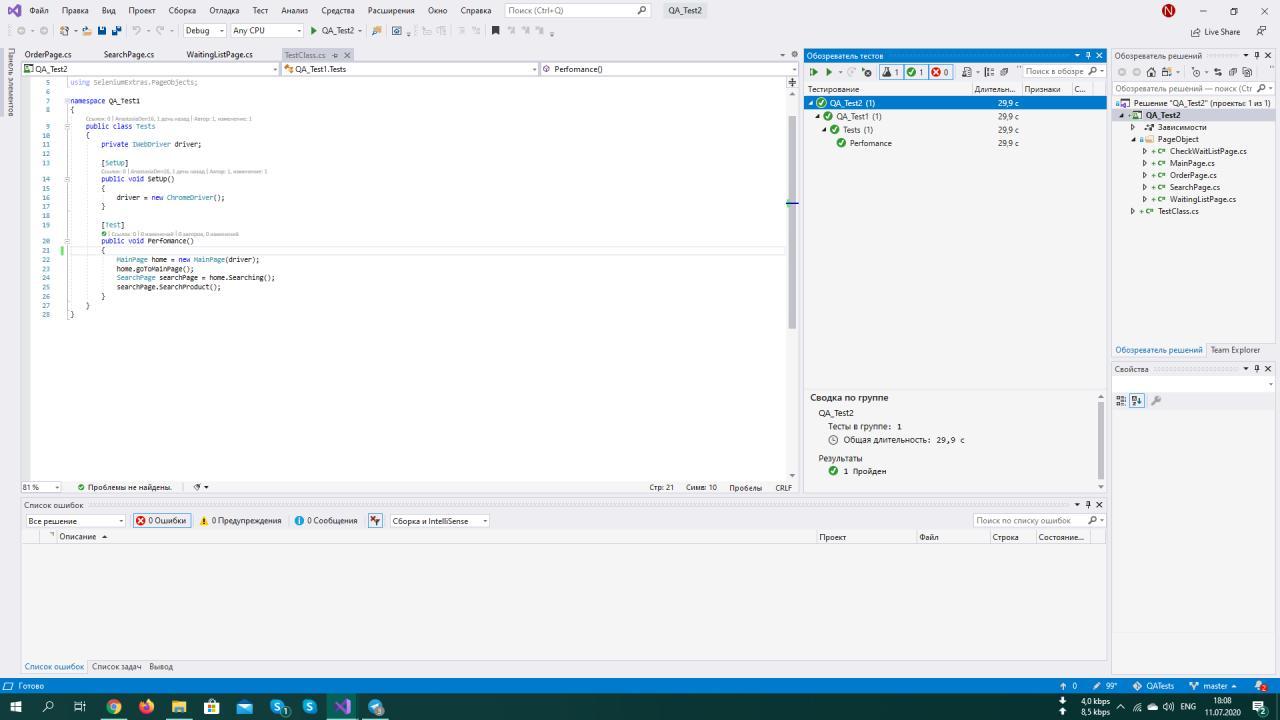 Файл Правка Вид Проект Сборка Отладка Тест Анализ Средства Расширения Окно Справка Поиск (Ctrl+Q) QA_Test2 N
Debug Any CPU QA_Test2 Live Share
Панель элементов
OrderPage.cs SearchPage.cs WaitingListPage.cs TestClass.cs
QA_Test2 QA_Test1.Tests Perfomance()
5 using SeleniumExtras.PageObjects;
6
7 namespace QA_Test1
8 {
Ссылок: 0 | AnastasiaDen16, 1 день назад | Автор: 1, изменение: 1
9 public class Tests
10 {
11 private IWebDriver driver;
12
13 [SetUp]
Ссылок: 0 | AnastasiaDen16, 1 день назад | Автор: 1, изменение: 1
14 public void SetUp()
15 {
16 driver = new ChromeDriver();
17 }
18
19 [Test]
| Ссылок: 0 | 0 изменений | 0 авторов, 0 изменений
20 public void Perfomance()
21 {
22 MainPage home = new MainPage(driver);
23 home.goToMainPage();
24 SearchPage searchPage = home.Searching();
25 searchPage.SearchProduct();
26 }
27 }
28 }
81 % Проблемы не найдены. Стр: 21 Симв: 10 Пробелы CRLF
Обозреватель тестов
1 1 0 Поиск в обозре
Тестирование Длительн... Признаки С...
QA_Test2 (1) 29,9 с
QA_Test1 (1) 29,9 с
Tests (1) 29,9 с
Perfomance 29,9 с
Сводка по группе
QA_Test2
Тесты в группе: 1
Общая длительность: 29,9 с
Результаты
1 Пройден
Обозреватель решений
Обозреватель решений — поиск (Ctr
Решение "QA_Test2" (проекты: 1 из 1)
QA_Test2
Зависимости
PageObject
CheckWaitListPage.cs
MainPage.cs
OrderPage.cs
SearchPage.cs
WaitingListPage.cs
TestClass.cs
Обозреватель решений Team Explorer
Свойства
Список ошибок
Все решение 0 Ошибки 0 Предупреждения 0 Сообщения Сборка и IntelliSense Поиск по списку ошибок
Описание Проект Файл Строка Состояние...
Список ошибок Список задач Вывод
Готово 0 99+ QATests master 2
4,0 kbps
8,5 kbps
ENG
18:08
11.07.2020
2